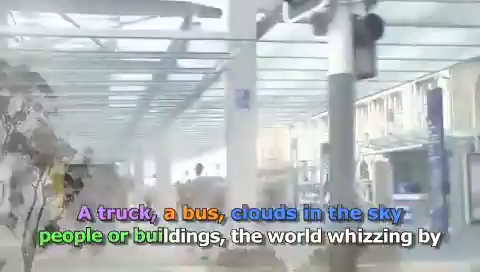 A truck, a bus, clouds in the sky
people or buildings, the world whizzing by